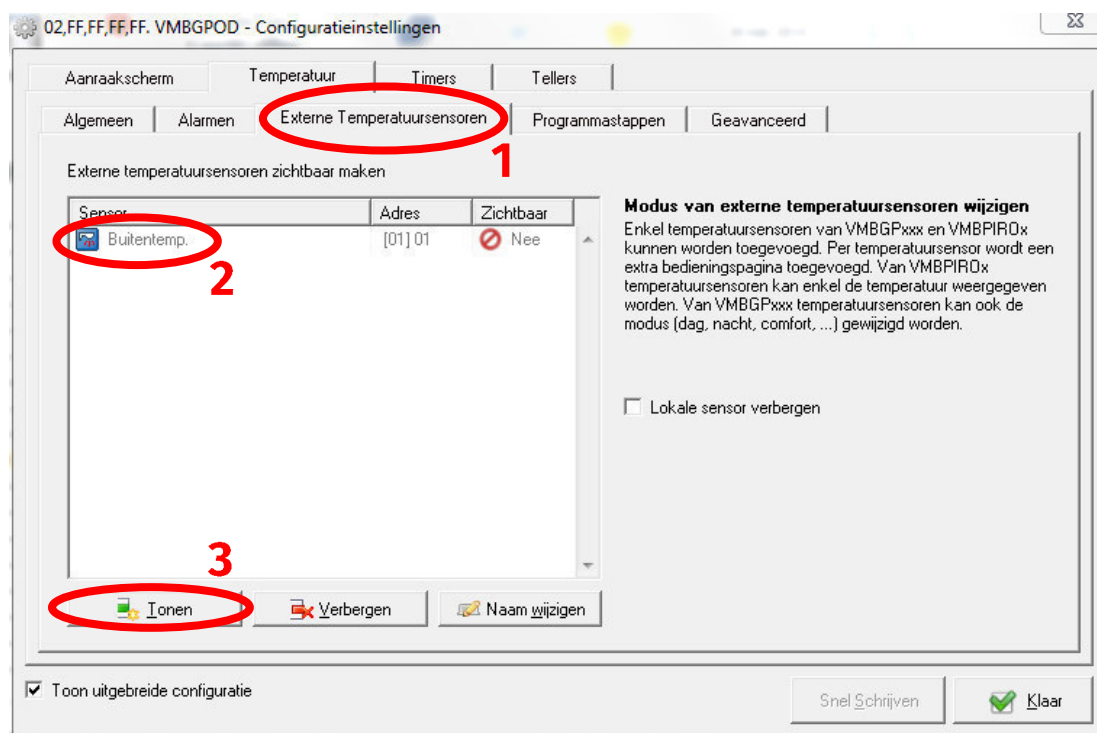 02,FF,FF,FF,FF. VMBGPOD - Configuratieinstellingen
Aanraakscherm Temperatuur Timers Tellers
Algemeen Alarmen Externe Temperatuursensoren Programmastappen Geavanceerd
1
Externe temperatuursensoren zichtbaar maken
Sensor Adres Zichtbaar
Buitentemp. [01] 01 Nee
2
Modus van externe temperatuursensoren wijzigen
Enkel temperatuursensoren van VMBGPxxx en VMBPIROx
kunnen worden toegevoegd. Per temperatuursensor wordt een
extra bedieningspagina toegevoegd. Van VMBPIROx
temperatuursensoren kan enkel de temperatuur weergegeven
worden. Van VMBGPxxx temperatuursensoren kan ook de
modus (dag, nacht, comfort, ...) gewijzigd worden.
Lokale sensor verbergen
3
Tonen Verbergen Naam wijzigen
Toon uitgebreide configuratie
Snel Schrijven Klaar